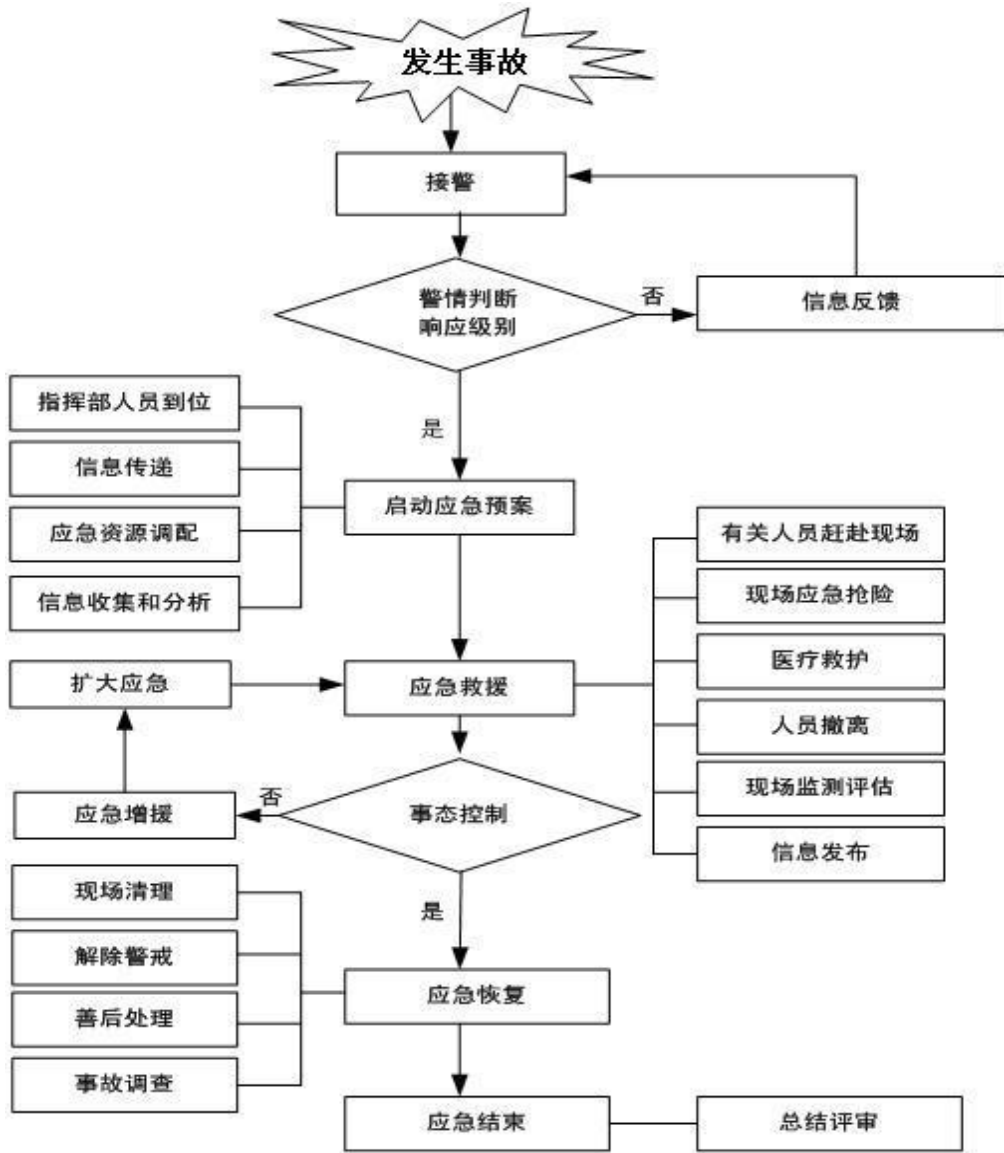 发生事故
接警
警情判断
响应级别
否
信息反馈
是
指挥部人员到位
信息传递
应急资源调配
信息收集和分析
启动应急预案
有关人员赶赴现场
现场应急抢险
医疗救护
人员撤离
现场监测评估
信息发布
扩大应急
应急救援
应急增援
否
事态控制
是
现场清理
解除警戒
善后处理
事故调查
应急恢复
应急结束
总结评审